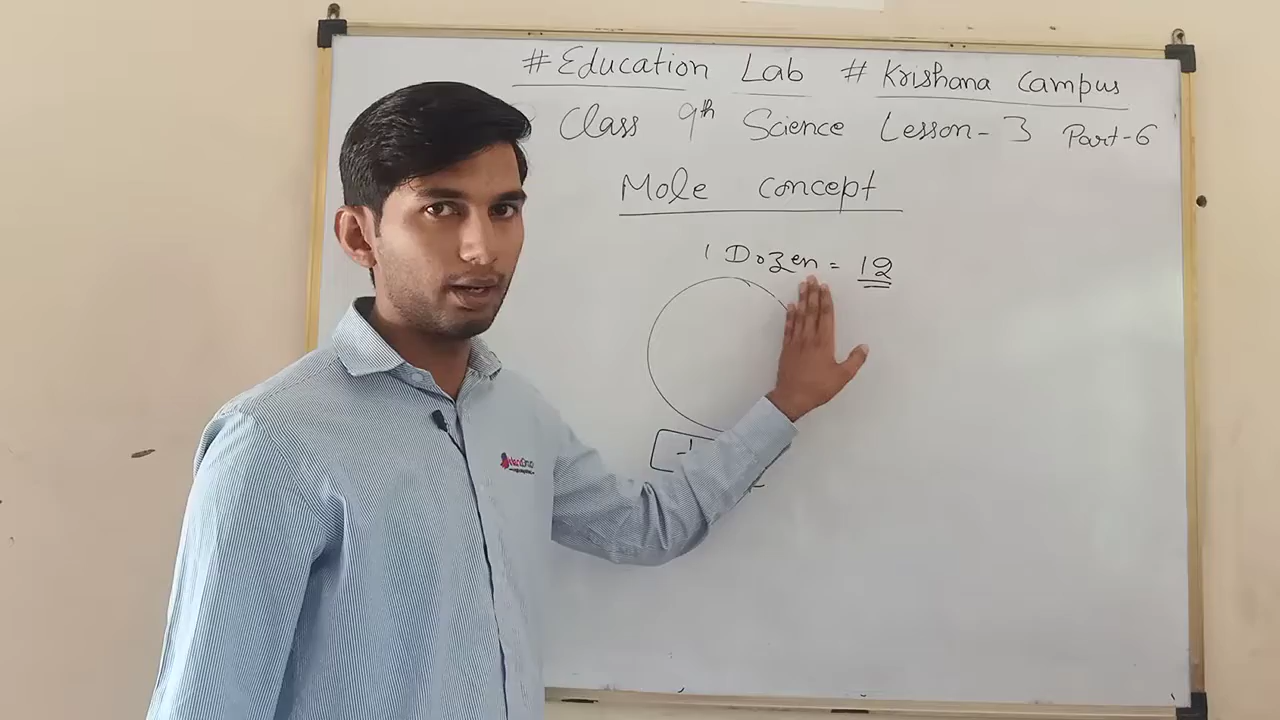 # Education Lab # Krishana Campus
Class 9th Science Lesson-3 Part-6
Mole concept
1 Dozen = 12